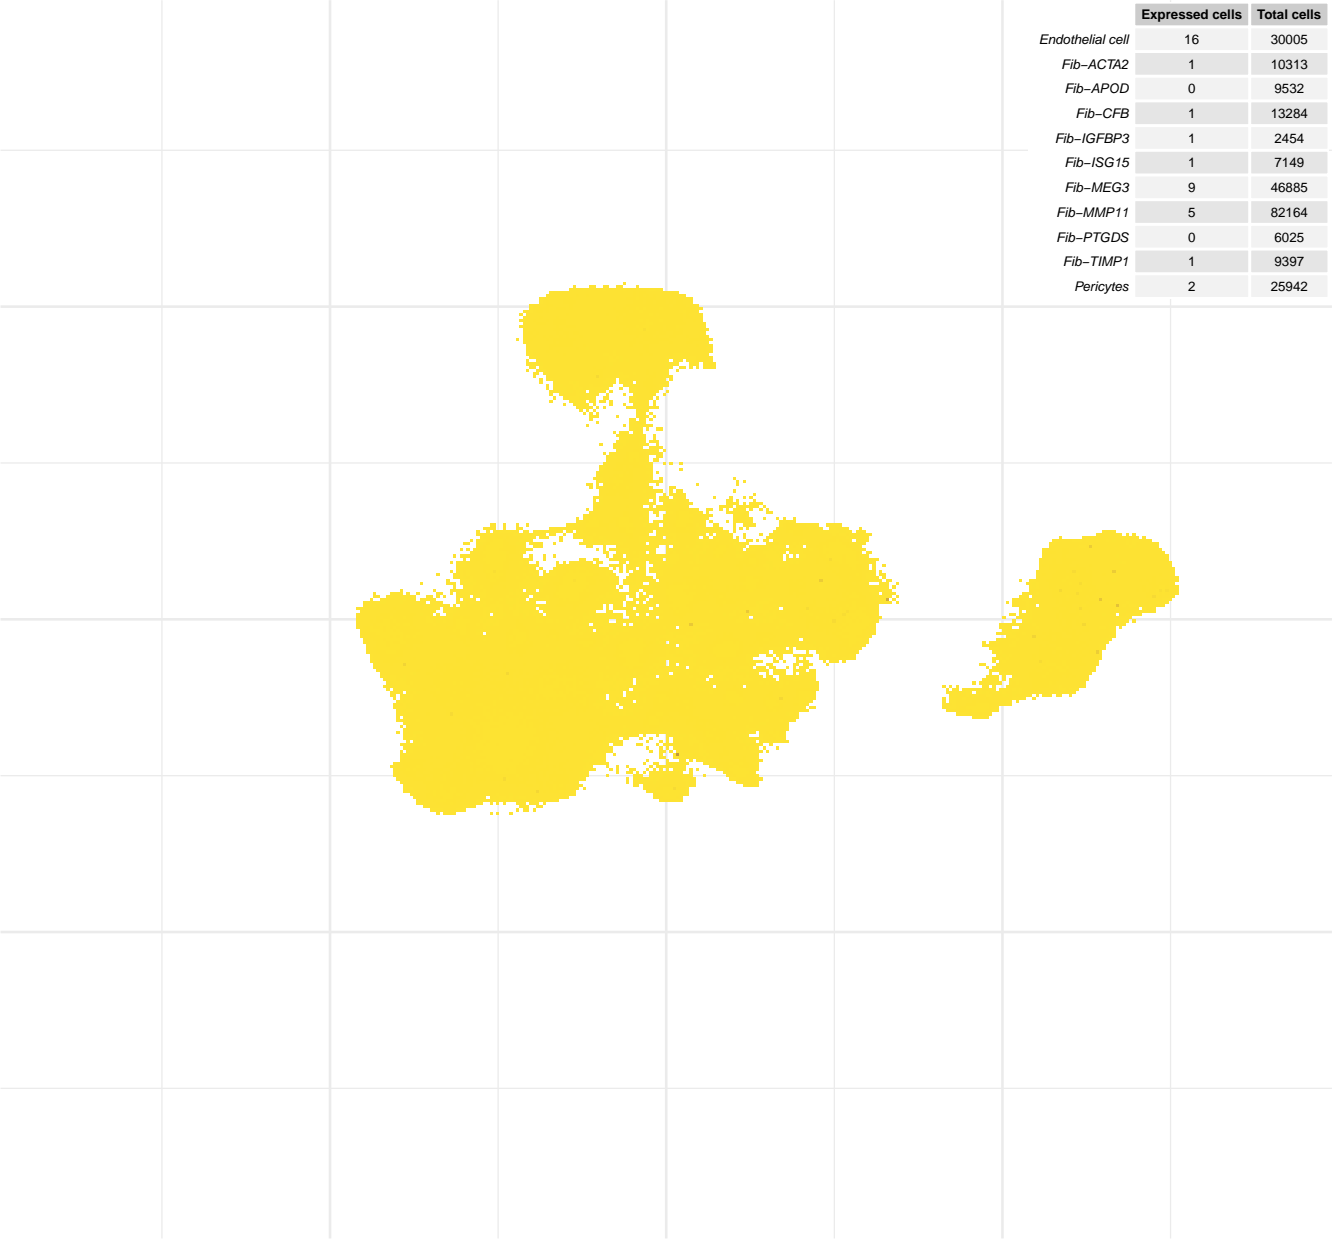 Expressed cells Total cells
Endothelial cell 16 30005
Fib−ACTA2 1 10313
Fib−APOD 0 9532
Fib−CFB 1 13284
Fib−IGFBP3 1 2454
Fib−ISG15 1 7149
Fib−MEG3 9 46885
Fib−MMP11 5 82164
Fib−PTGDS 0 6025
Fib−TIMP1 1 9397
Pericytes 2 25942